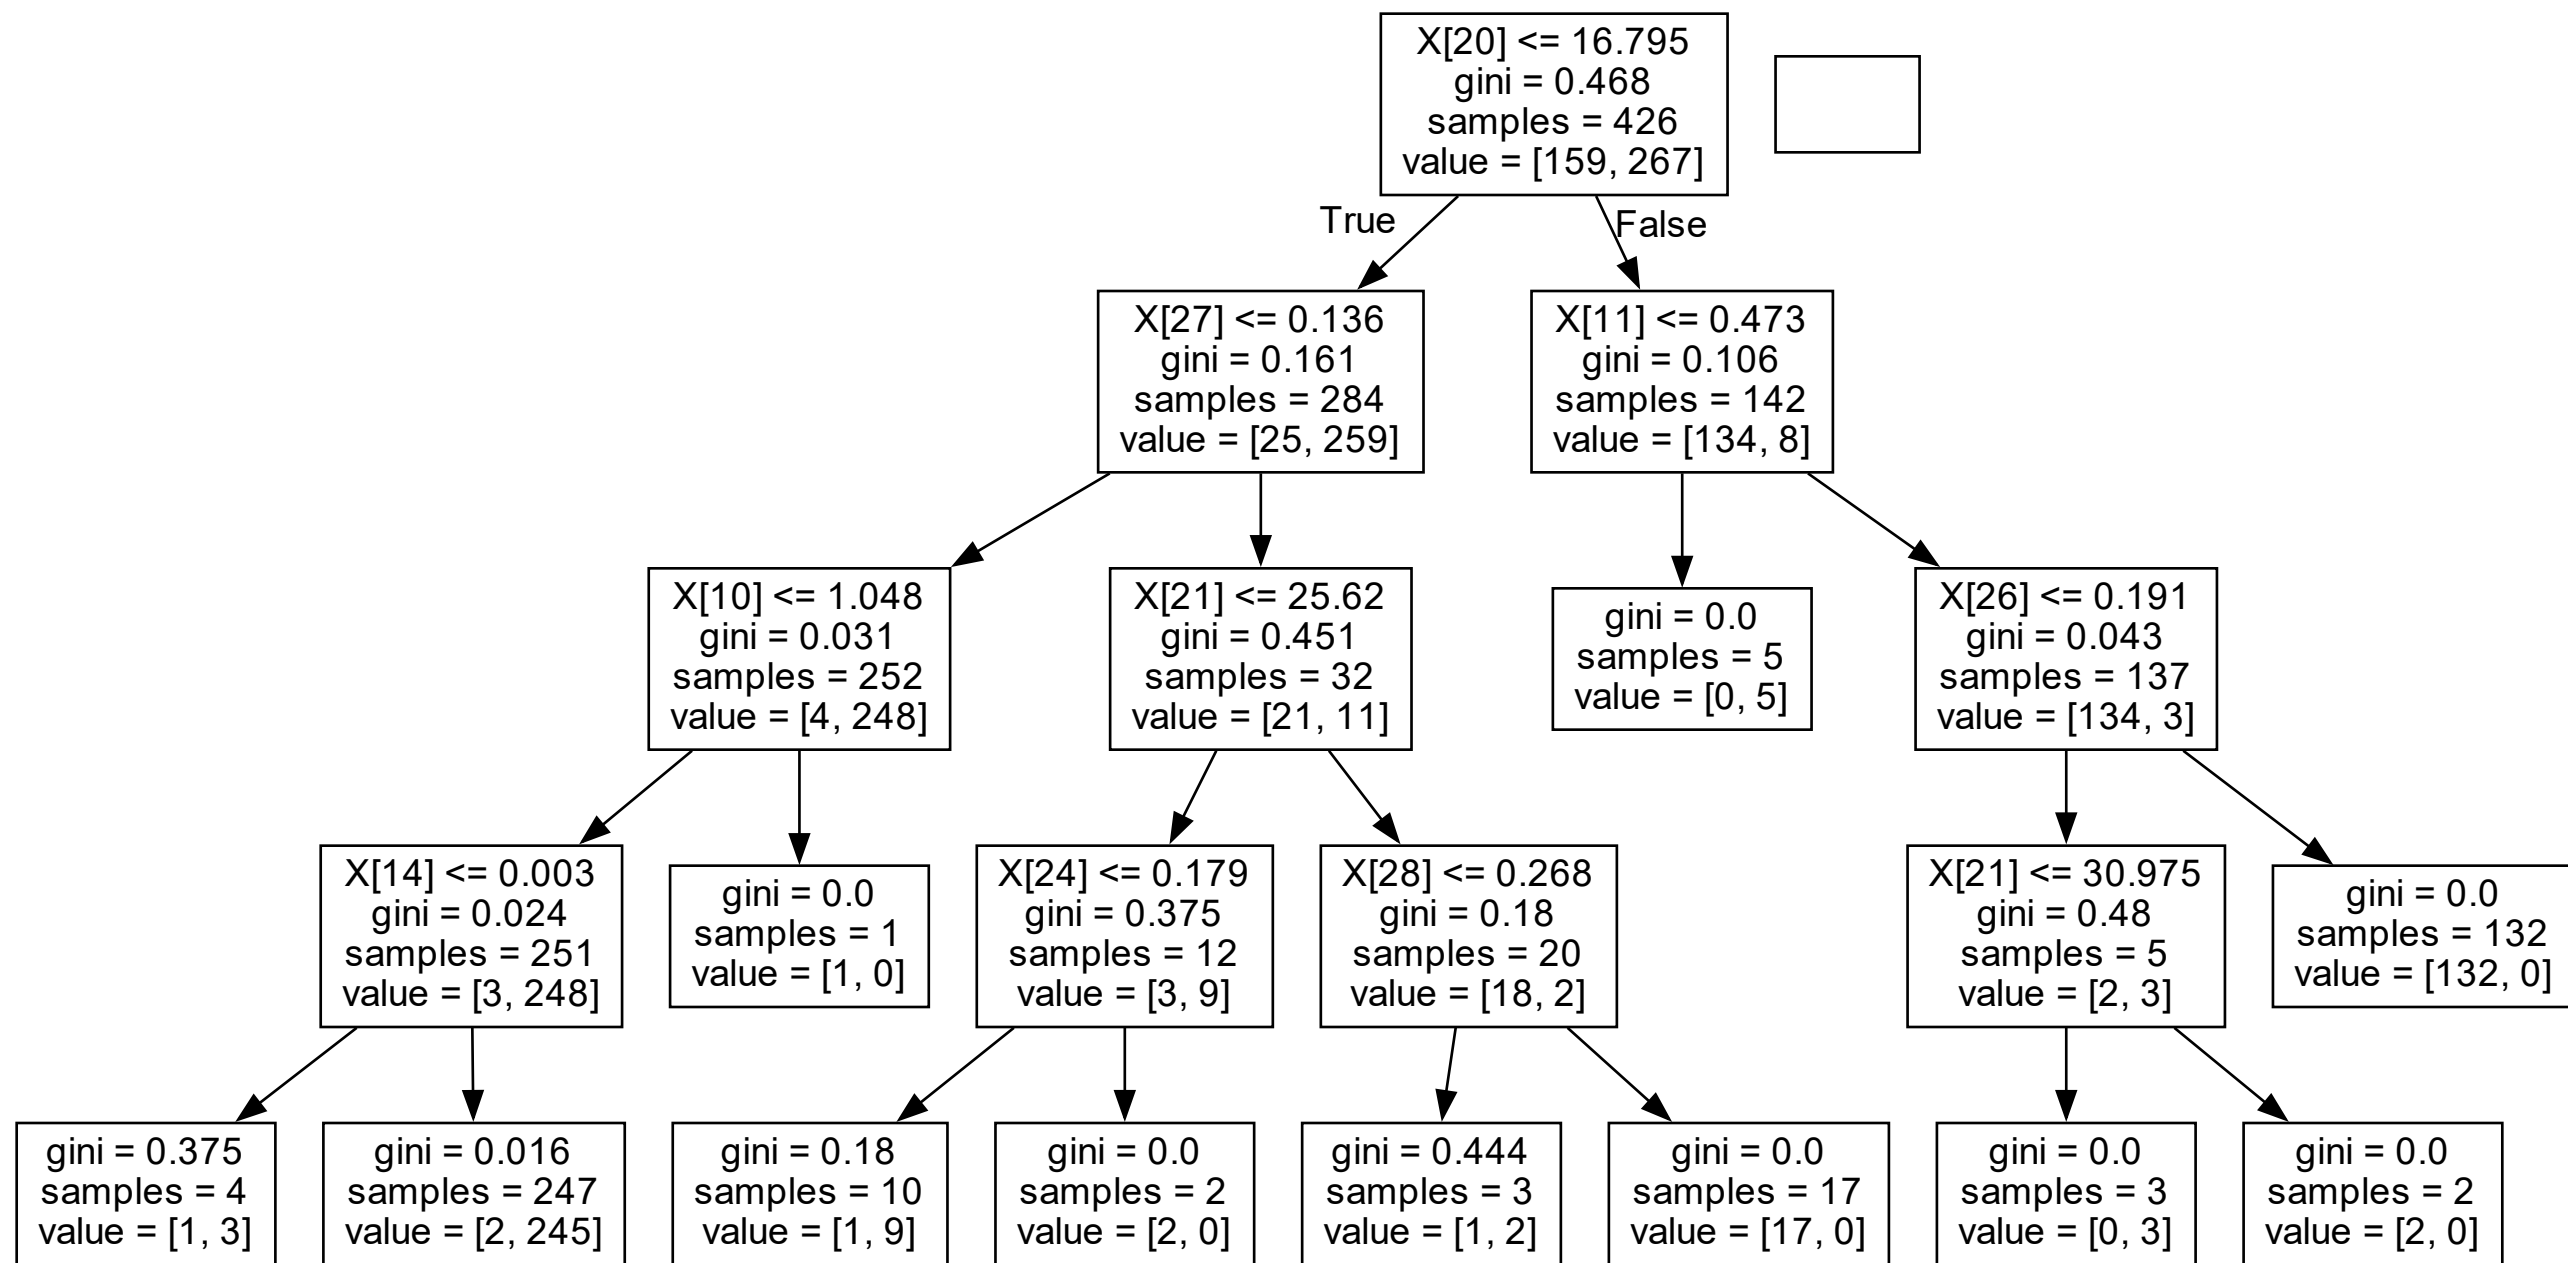 X[20] <= 16.795
gini = 0.468
samples = 426
value = [159, 267]
True
False
X[27] <= 0.136
gini = 0.161
samples = 284
value = [25, 259]
X[11] <= 0.473
gini = 0.106
samples = 142
value = [134, 8]
X[10] <= 1.048
gini = 0.031
samples = 252
value = [4, 248]
X[21] <= 25.62
gini = 0.451
samples = 32
value = [21, 11]
gini = 0.0
samples = 5
value = [0, 5]
X[26] <= 0.191
gini = 0.043
samples = 137
value = [134, 3]
X[14] <= 0.003
gini = 0.024
samples = 251
value = [3, 248]
gini = 0.0
samples = 1
value = [1, 0]
X[24] <= 0.179
gini = 0.375
samples = 12
value = [3, 9]
X[28] <= 0.268
gini = 0.18
samples = 20
value = [18, 2]
X[21] <= 30.975
gini = 0.48
samples = 5
value = [2, 3]
gini = 0.0
samples = 132
value = [132, 0]
gini = 0.375
samples = 4
value = [1, 3]
gini = 0.016
samples = 247
value = [2, 245]
gini = 0.18
samples = 10
value = [1, 9]
gini = 0.0
samples = 2
value = [2, 0]
gini = 0.444
samples = 3
value = [1, 2]
gini = 0.0
samples = 17
value = [17, 0]
gini = 0.0
samples = 3
value = [0, 3]
gini = 0.0
samples = 2
value = [2, 0]